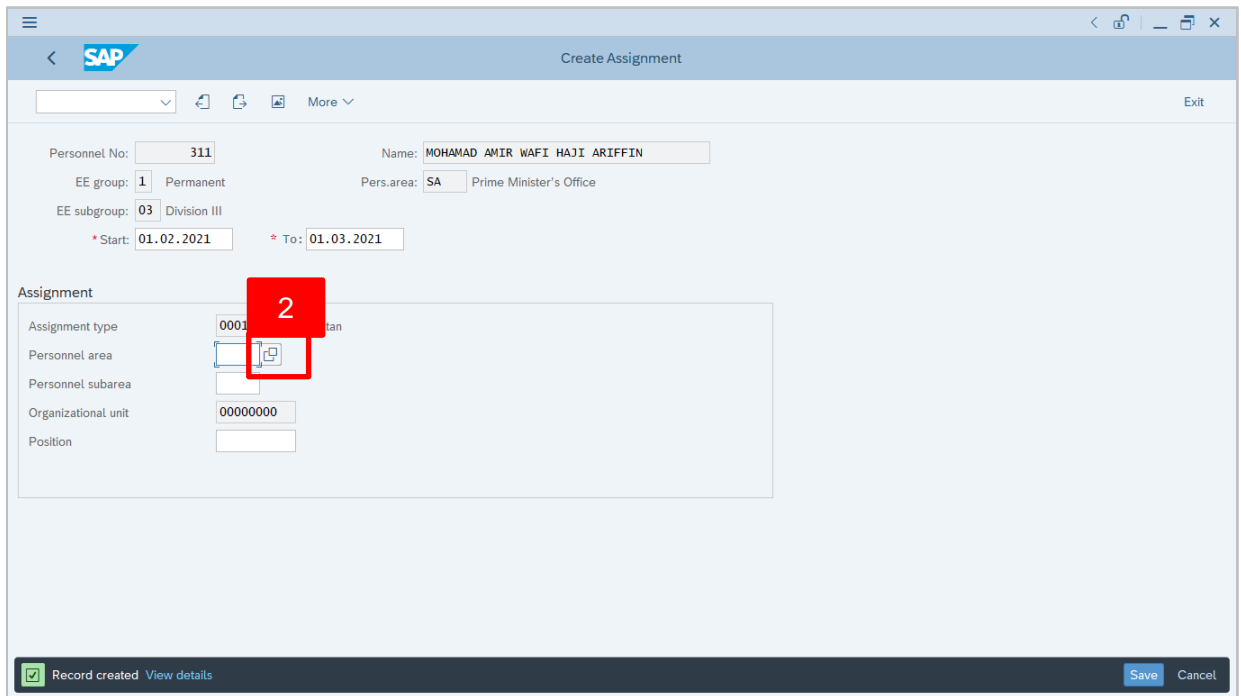 SAP
Create Assignment
More
Exit
Personnel No: 311 Name: MOHAMAD AMIR WAFI HAJI ARIFFIN
EE group: 1 Permanent Pers.area: SA Prime Minister's Office
EE subgroup: 03 Division III
* Start: 01.02.2021 * To: 01.03.2021
Assignment
2
Assignment type 0001 tan
Personnel area
Personnel subarea
Organizational unit 00000000
Position
Record created View details Save Cancel